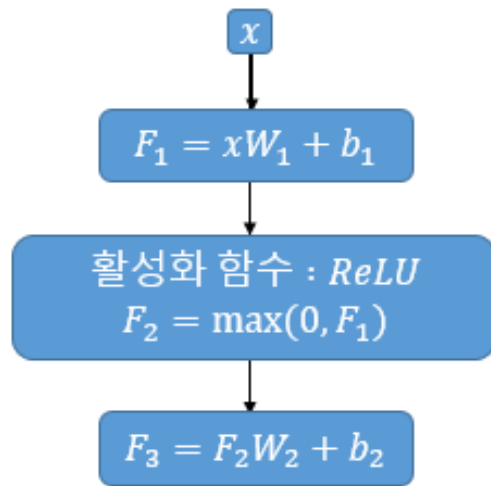 x
F₁ = xW₁ + b₁
활성화 함수 : ReLU
F₂ = max(0, F₁)
F₃ = F₂W₂ + b₂